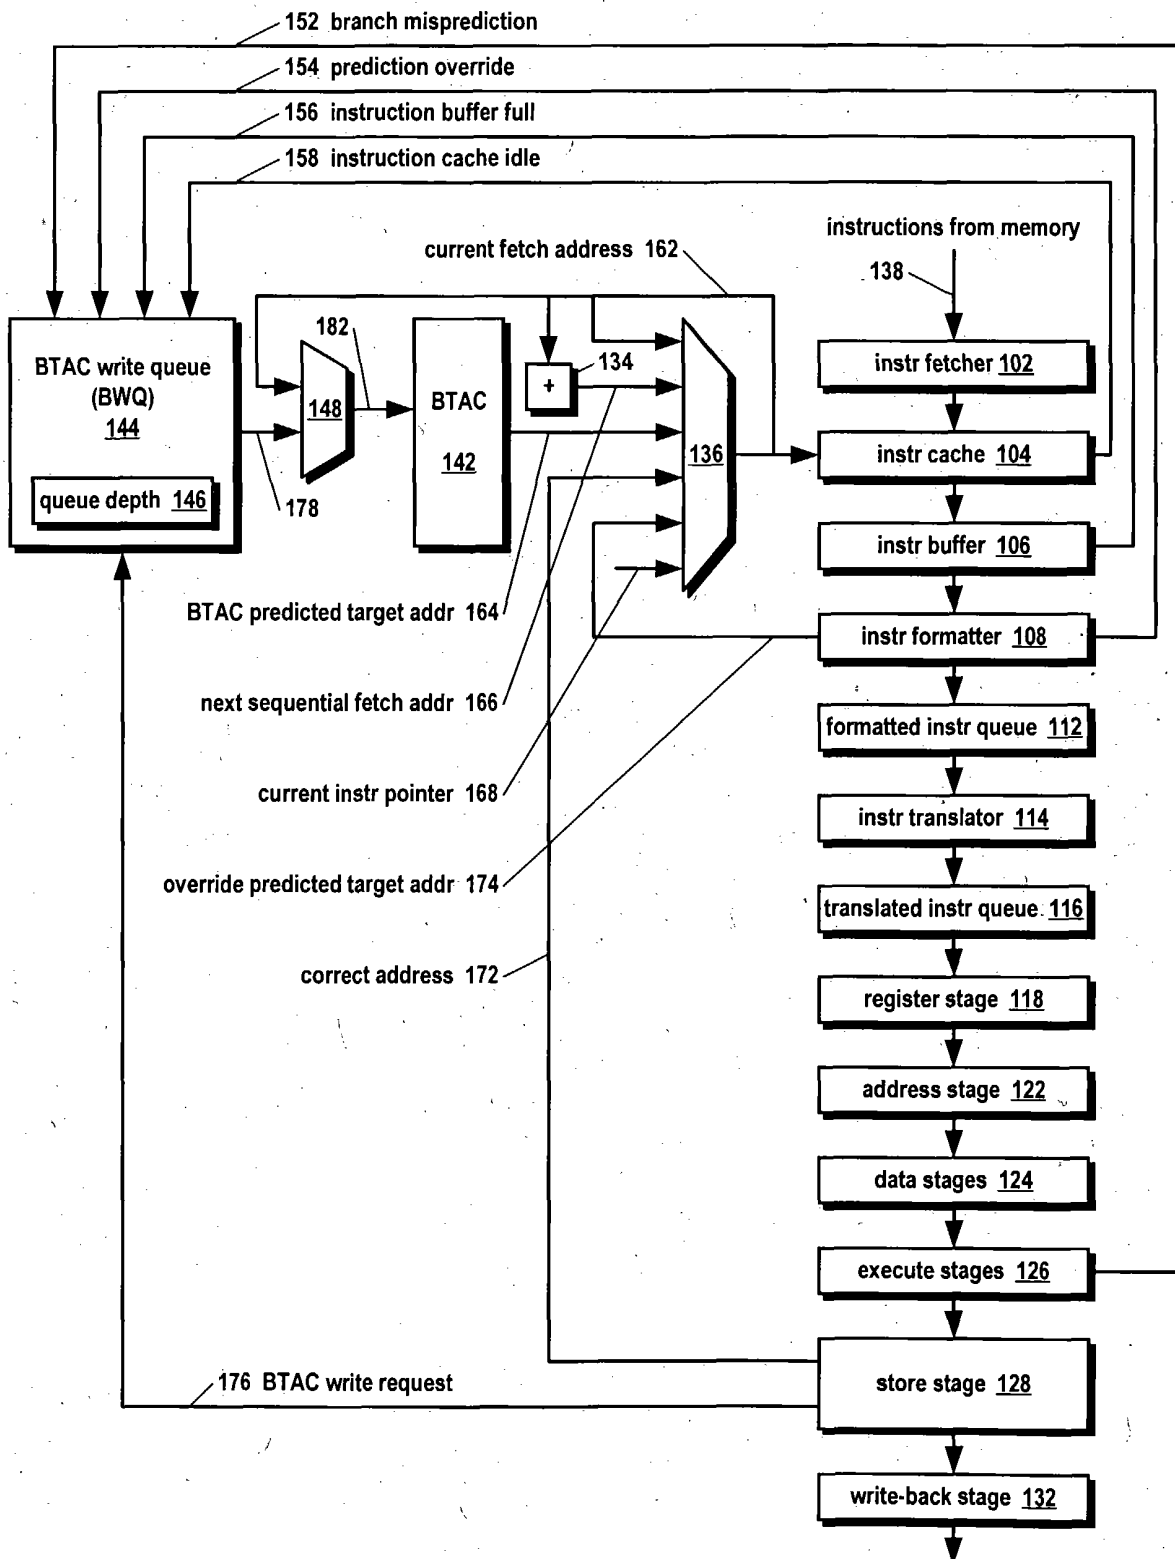 152 branch misprediction
154 prediction override
156 instruction buffer full
158 instruction cache idle
instructions from memory
current fetch address 162
138
182
134
instr fetcher 102
BTAC write queue
(BWQ)
144
148
BTAC
142
+
136
instr cache 104
queue depth 146
178
instr buffer 106
BTAC predicted target addr 164
instr formatter 108
next sequential fetch addr 166
formatted instr queue 112
current instr pointer 168
instr translator 114
override predicted target addr 174
translated instr queue 116
correct address 172
register stage 118
address stage 122
data stages 124
execute stages 126
176 BTAC write request
store stage 128
write-back stage 132